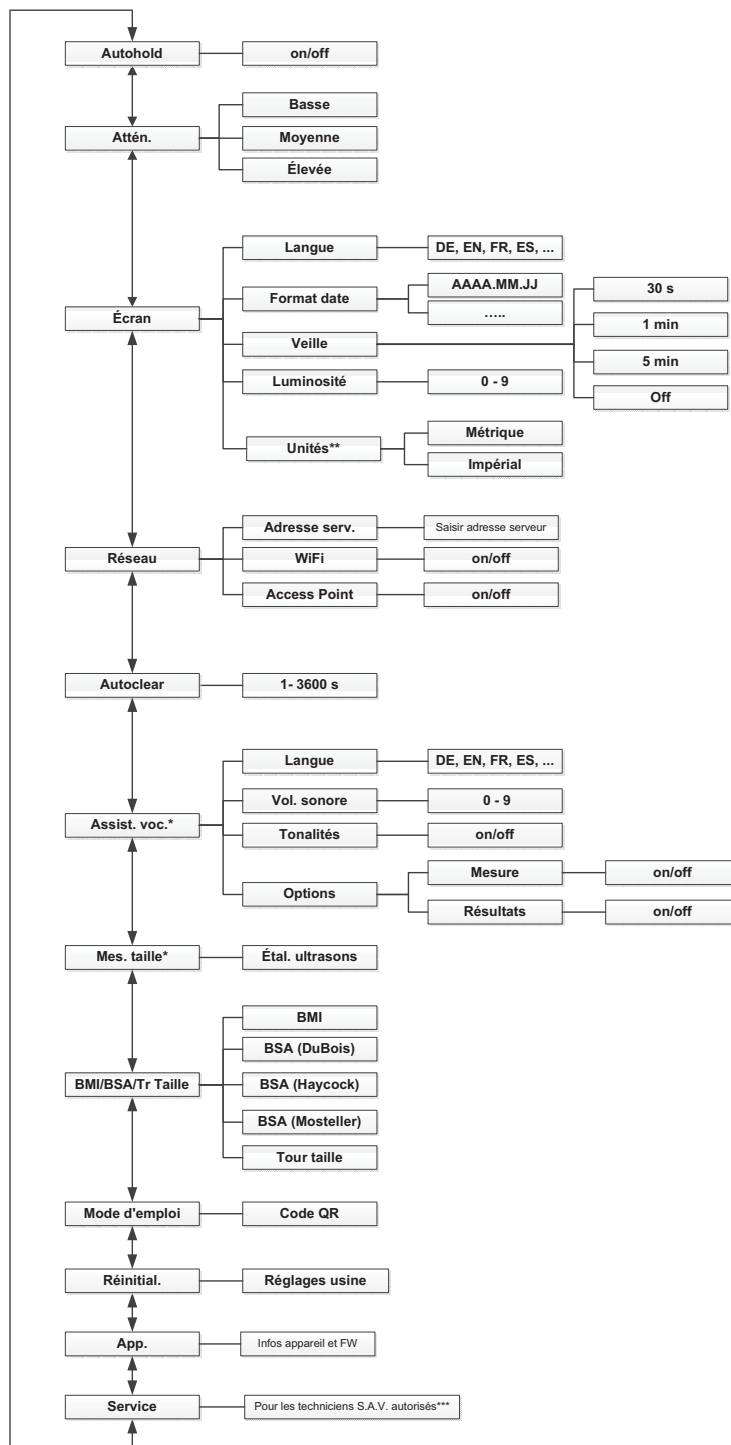 Autohold
on/off
Attén.
Basse
Moyenne
Élevée
Écran
Langue
DE, EN, FR, ES, ...
Format date
AAAA.MM.JJ
.....
Veille
30 s
1 min
5 min
Off
Luminosité
0 - 9
Unités**
Métrique
Impérial
Réseau
Adresse serv.
Saisir adresse serveur
WiFi
on/off
Access Point
on/off
Autoclear
1- 3600 s
Assist. voc.*
Langue
DE, EN, FR, ES, ...
Vol. sonore
0 - 9
Tonalités
on/off
Options
Mesure
on/off
Résultats
on/off
Mes. taille*
Étal. ultrasons
BMI/BSA/Tr Taille
BMI
BSA (DuBois)
BSA (Haycock)
BSA (Mosteller)
Tour taille
Mode d'emploi
Code QR
Réinitial.
Réglages usine
App.
Infos appareil et FW
Service
Pour les techniciens S.A.V. autorisés***